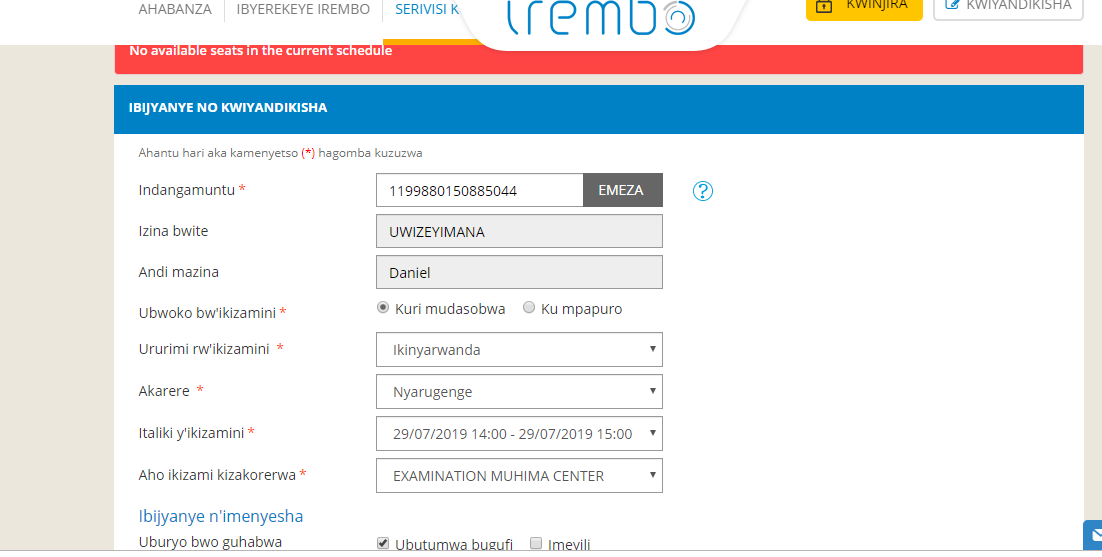 AHABANZA IBYEREKEYE IREMBO SERIVISI K irembo KWINJIRA KWIYANDIKISHA
No available seats in the current schedule
IBIJYANYE NO KWIYANDIKISHA
Ahantu hari aka kamenyetso (*) hagomba kuzuzwa
Indangamuntu * 1199880150885044 EMEZA ?
Izina bwite UWIZEYIMANA
Andi mazina Daniel
Ubwoko bw'ikizamini * Kuri mudasobwa Ku mpapuro
Ururimi rw'ikizamini * Ikinyarwanda
Akarere * Nyarugenge
Italiki y'ikizamini * 29/07/2019 14:00 - 29/07/2019 15:00
Aho ikizami kizakorerwa * EXAMINATION MUHIMA CENTER
Ibijyanye n'imenyesha
Uburyo bwo guhabwa Ubutumwa bugufi Imeyili